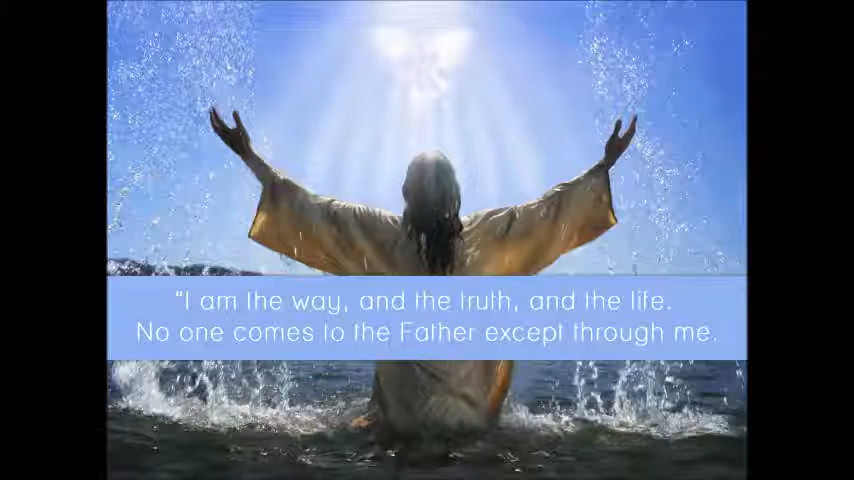 "I am the way, and the truth, and the life.
No one comes to the Father except through me.